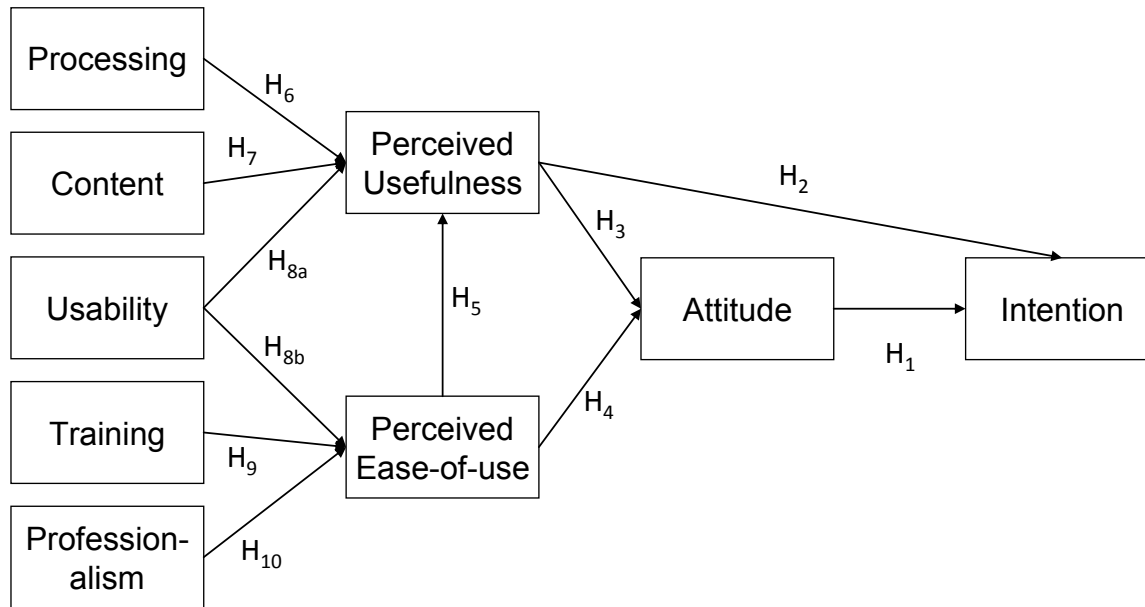 Processing
H6
Perceived
Usefulness
H7
Content
H2
H3
H8a
Usability
H5
Attitude
Intention
H8b
H1
H4
Training
Perceived
Ease-of-use
H9
Profession-
alism
H10